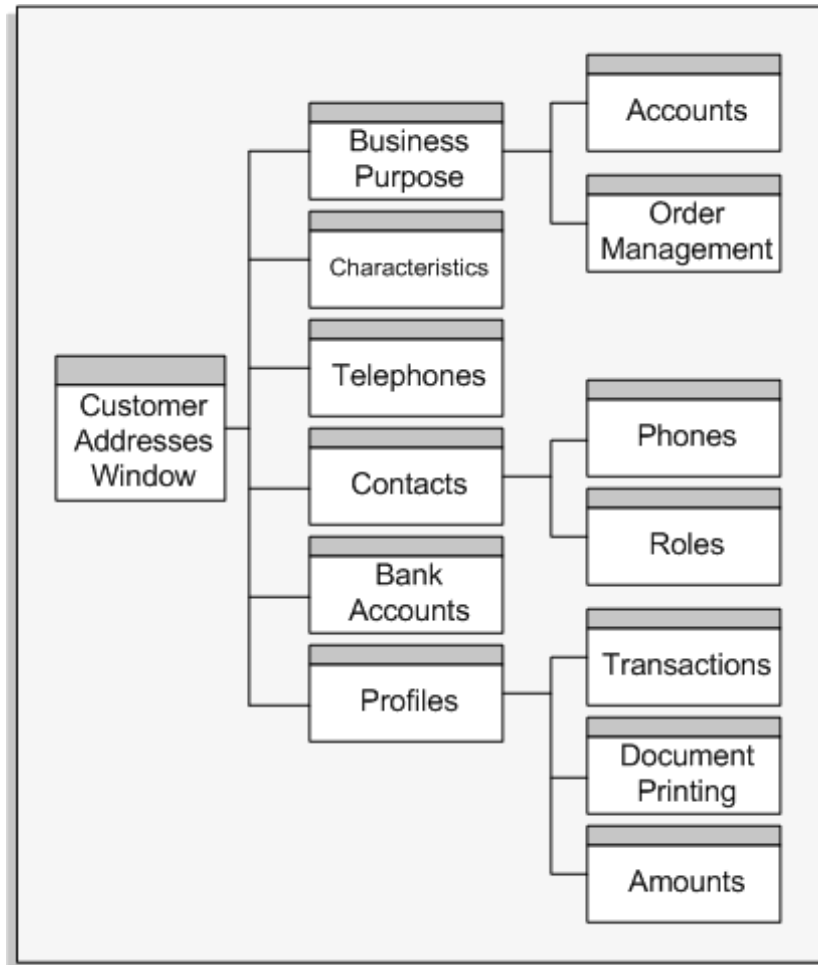 Customer
Addresses
Window
Business
Purpose
Characteristics
Telephones
Contacts
Bank
Accounts
Profiles
Accounts
Order
Management
Phones
Roles
Transactions
Document
Printing
Amounts